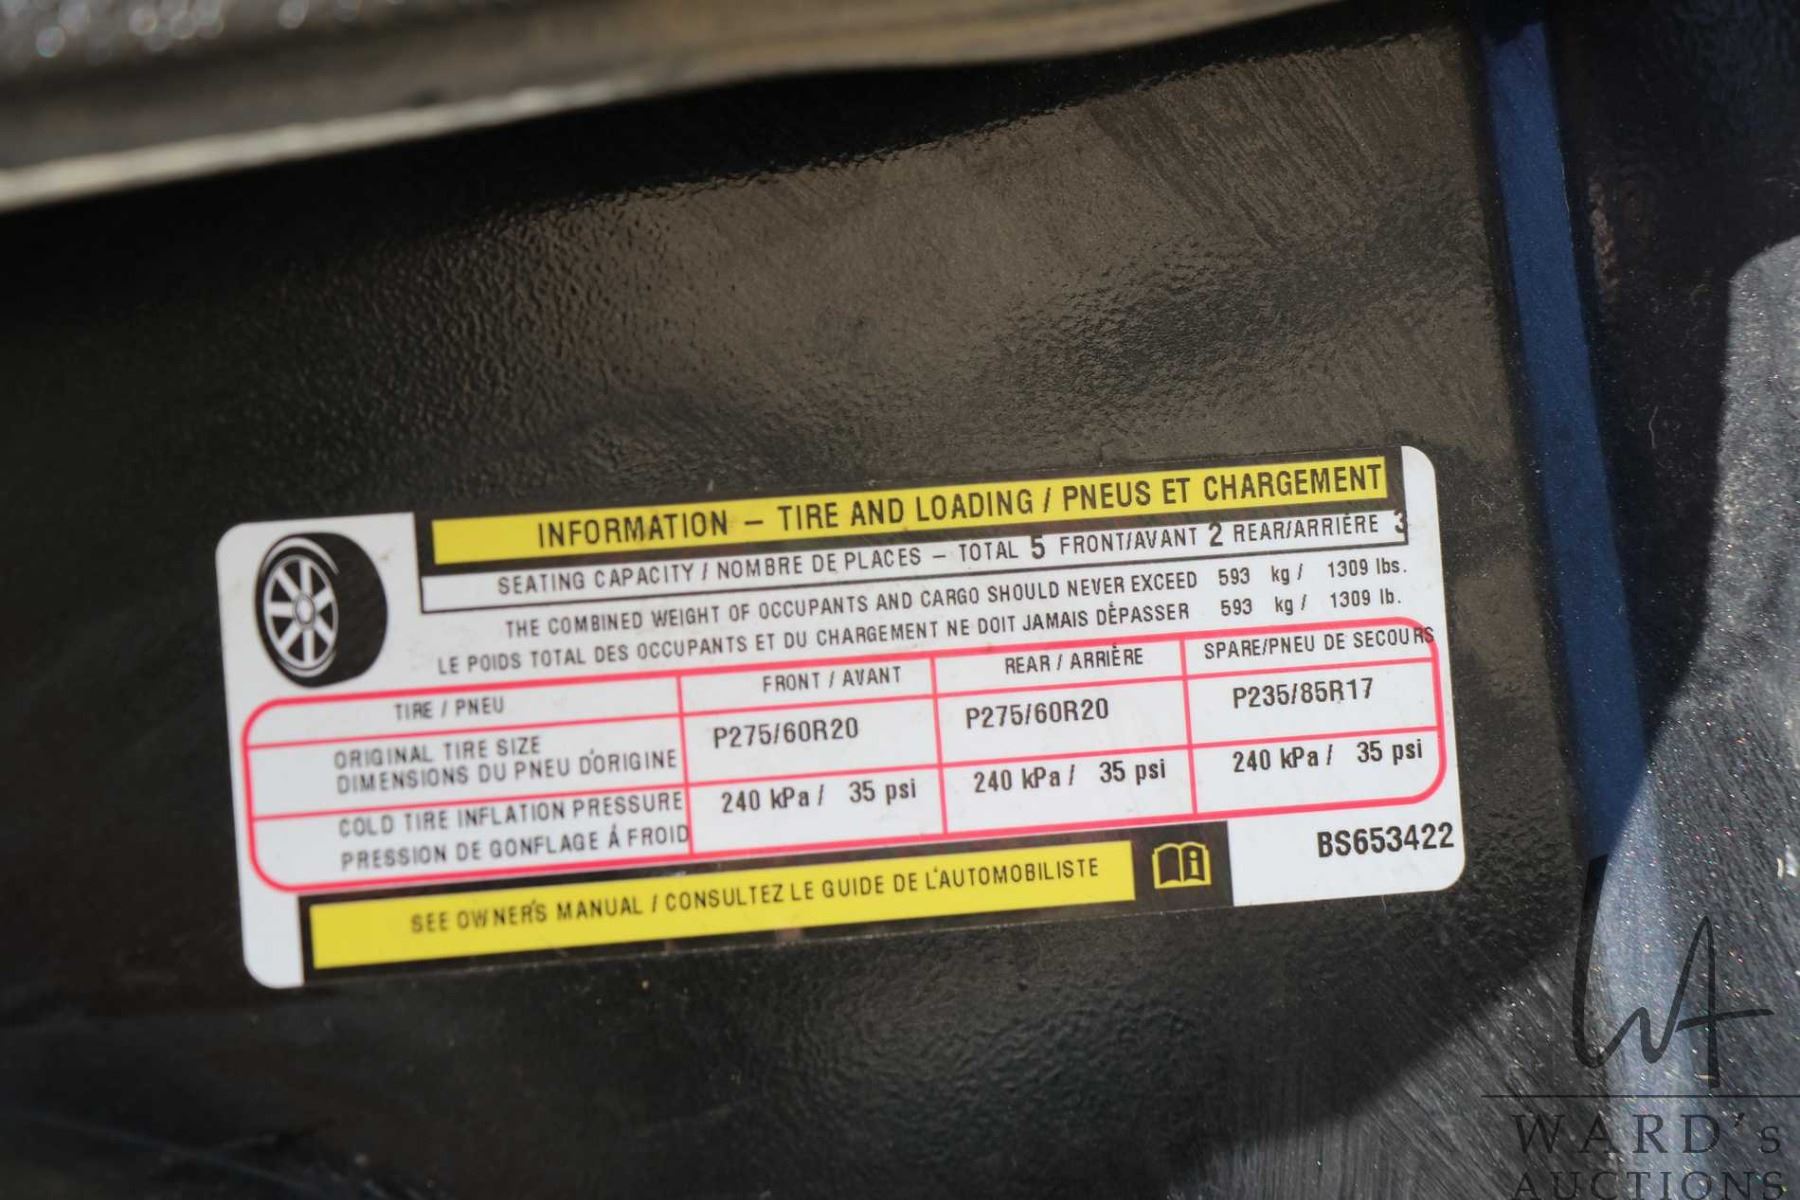 INFORMATION – TIRE AND LOADING / PNEUS ET CHARGEMENT
SEATING CAPACITY / NOMBRE DE PLACES – TOTAL 5 FRONT/AVANT 2 REAR/ARRIÈRE 3
THE COMBINED WEIGHT OF OCCUPANTS AND CARGO SHOULD NEVER EXCEED 593 kg / 1309 lbs.
LE POIDS TOTAL DES OCCUPANTS ET DU CHARGEMENT NE DOIT JAMAIS DÉPASSER 593 kg / 1309 lb.
TIRE / PNEU FRONT / AVANT REAR / ARRIÈRE SPARE/PNEU DE SECOURS
ORIGINAL TIRE SIZE
DIMENSIONS DU PNEU D'ORIGINE P275/60R20 P275/60R20 P235/85R17
COLD TIRE INFLATION PRESSURE
PRESSION DE GONFLAGE Á FROID 240 kPa / 35 psi 240 kPa / 35 psi 240 kPa / 35 psi
SEE OWNER'S MANUAL / CONSULTEZ LE GUIDE DE L'AUTOMOBILISTE
BS653422
WA
WARD's
AUCTIONS